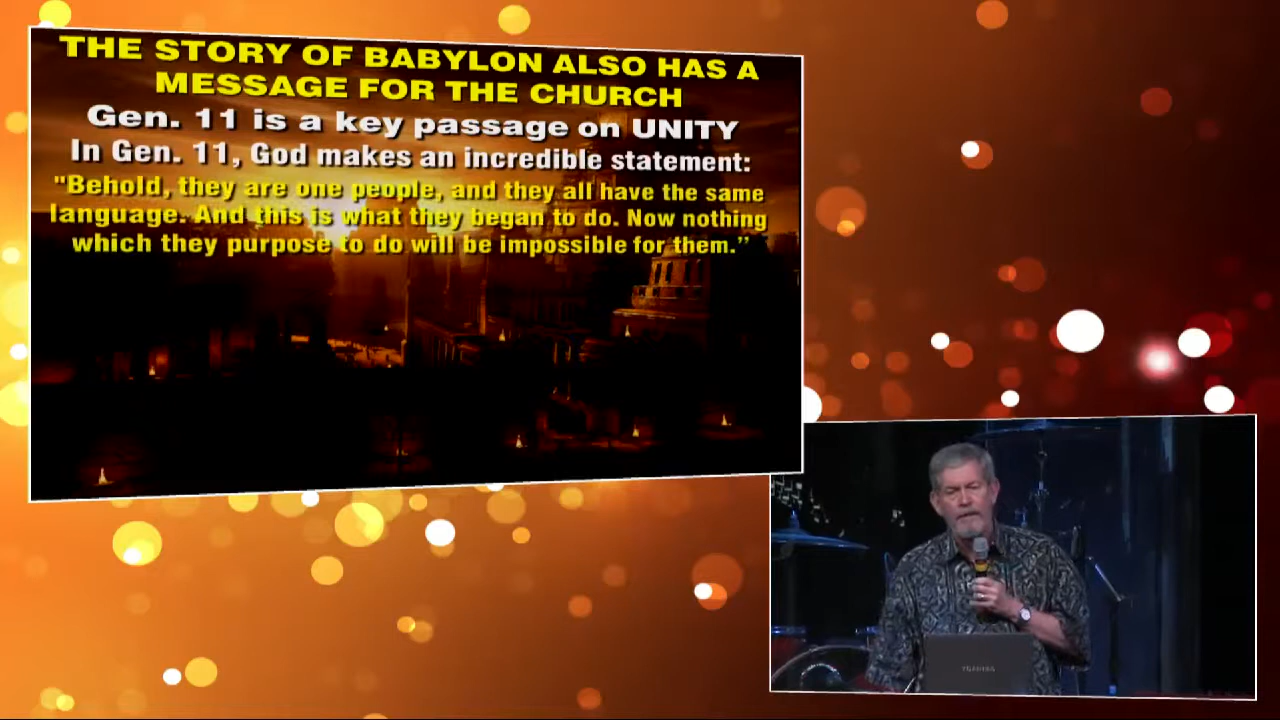 THE STORY OF BABYLON ALSO HAS A
MESSAGE FOR THE CHURCH
Gen. 11 is a key passage on UNITY
In Gen. 11, God makes an incredible statement:
"Behold, they are one people, and they all have the same
language. And this is what they began to do. Now nothing
which they purpose to do will be impossible for them.”